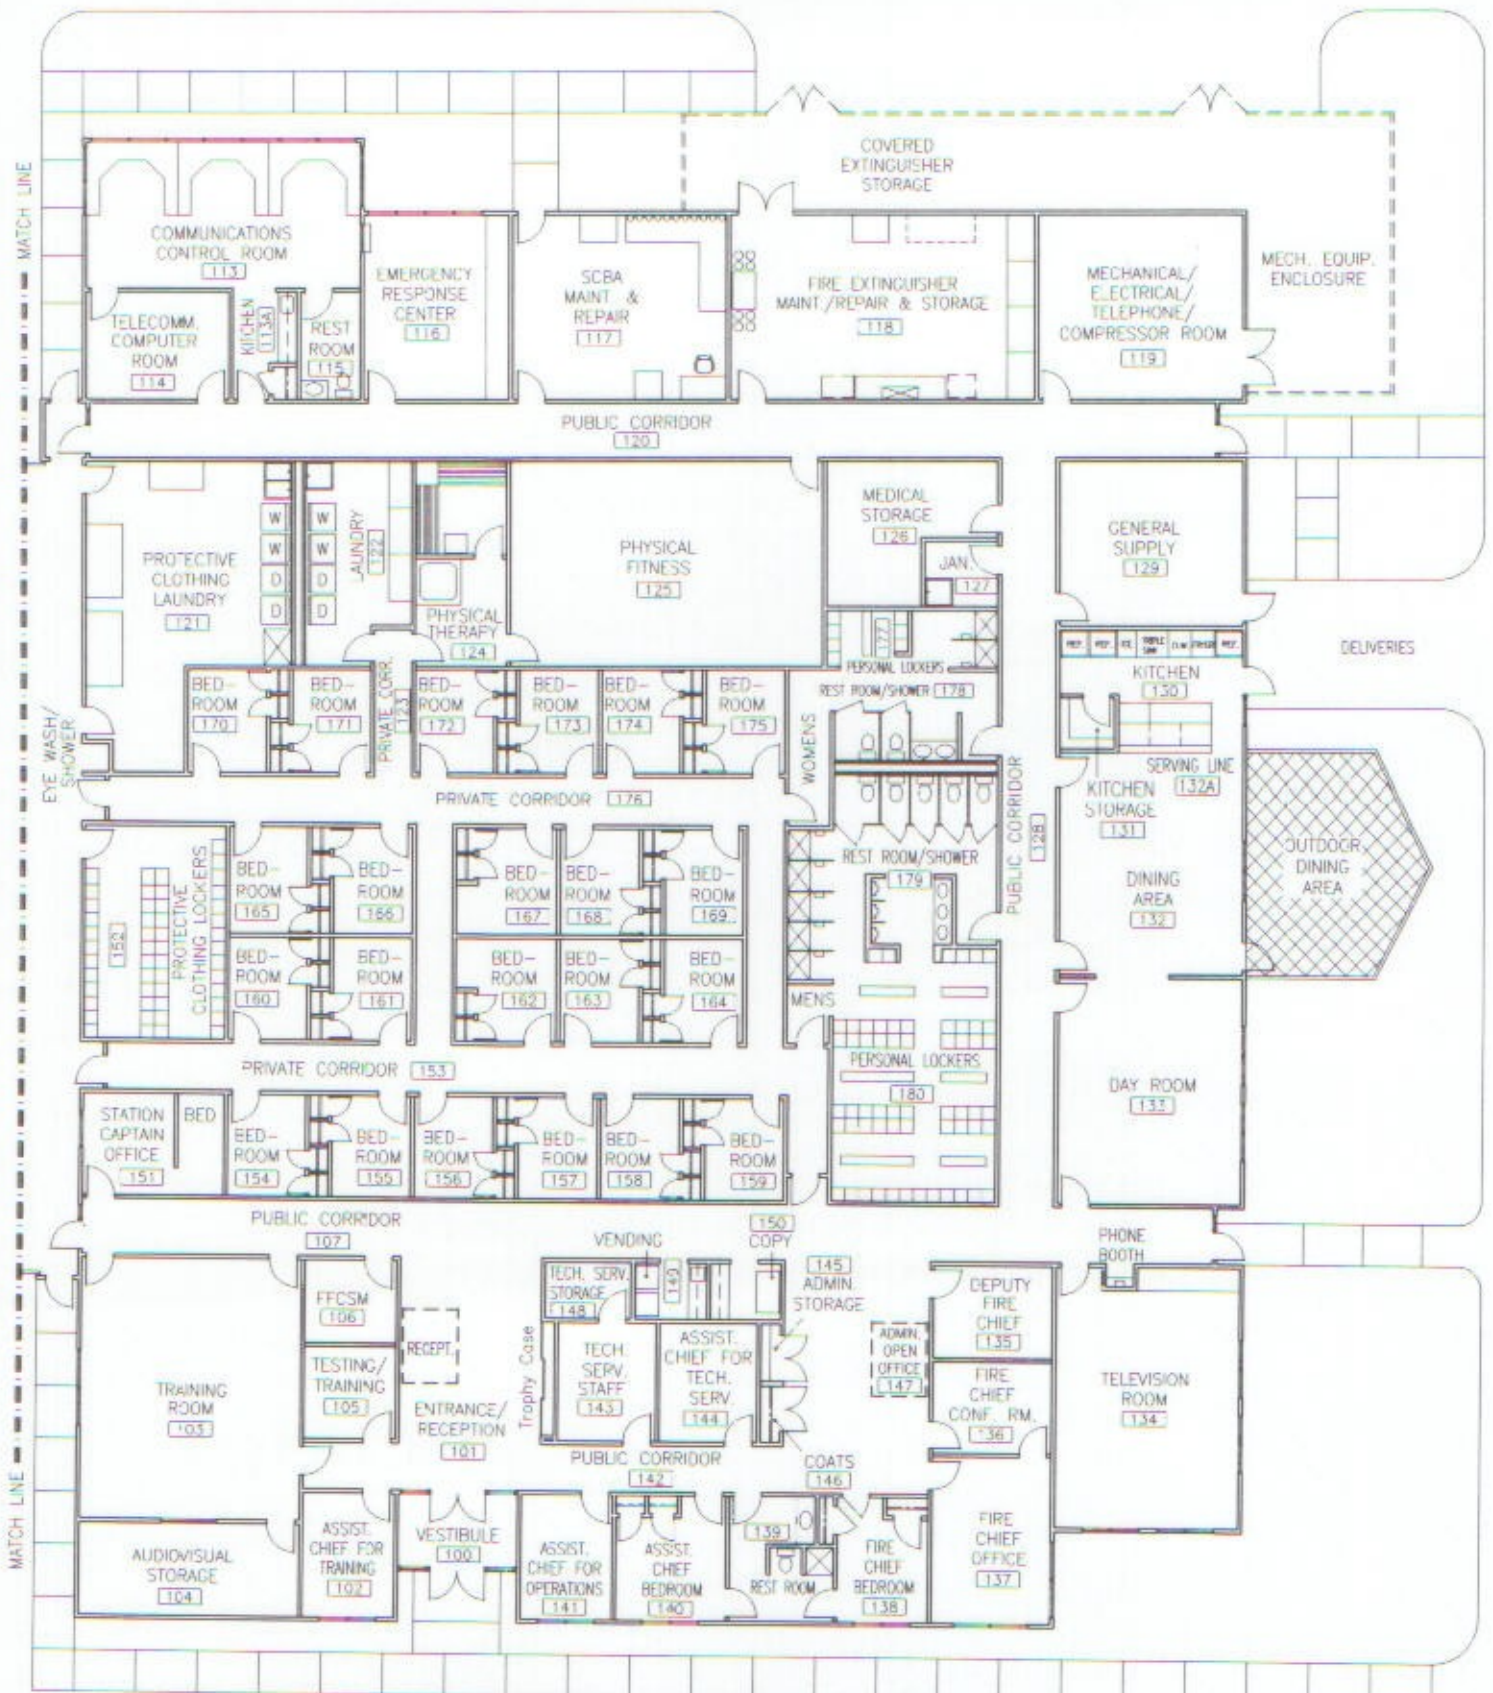 COVERED
EXTINGUISHER
STORAGE
MATCH LINE
COMMUNICATIONS
CONTROL ROOM
113
EMERGENCY
RESPONSE
CENTER
116
SCBA
MAINT. &
REPAIR
117
FIRE EXTINGUISHER
MAINT./REPAIR & STORAGE
118
MECHANICAL/
ELECTRICAL/
TELEPHONE/
COMPRESSOR ROOM
119
MECH. EQUIP.
ENCLOSURE
TELECOMM.
COMPUTER
ROOM
114
KITCHEN
113A
REST
ROOM
115
PUBLIC CORRIDOR
120
PROTECTIVE
CLOTHING
LAUNDRY
121
W
W
D
D
W
W
D
D
LAUNDRY
122
PHYSICAL
THERAPY
124
PHYSICAL
FITNESS
125
MEDICAL
STORAGE
126
JAN.
127
GENERAL
SUPPLY
129
DELIVERIES
PERSONAL LOCKERS
177
REST ROOM/SHOWER 178
REF.
REF.
ICE
TRIPLE
SINK
REF.
KITCHEN
130
BED-
ROOM
170
BED-
ROOM
171
PRIVATE CORR.
123
BED-
ROOM
172
BED-
ROOM
173
BED-
ROOM
174
BED-
ROOM
175
WOMENS
EYE WASH/
SHOWER
PRIVATE CORRIDOR 176
PUBLIC CORRIDOR
128
SERVING LINE
132A
KITCHEN
STORAGE
131
OUTDOOR
DINING
AREA
DINING
AREA
132
PROTECTIVE
CLOTHING LOCKERS
152
BED-
ROOM
165
BED-
ROOM
166
BED-
ROOM
167
BED-
ROOM
168
BED-
ROOM
169
REST ROOM/SHOWER
179
BED-
ROOM
160
BED-
ROOM
161
BED-
ROOM
162
BED-
ROOM
163
BED-
ROOM
164
MENS
PRIVATE CORRIDOR 153
PERSONAL LOCKERS
180
DAY ROOM
133
STATION
CAPTAIN
OFFICE
151
BED
BED-
ROOM
154
BED-
ROOM
155
BED-
ROOM
156
BED-
ROOM
157
BED-
ROOM
158
BED-
ROOM
159
PUBLIC CORRIDOR
107
VENDING
150
COPY
PHONE
BOOTH
TECH. SERV.
STORAGE
148
149
145
ADMIN.
STORAGE
DEPUTY
FIRE
CHIEF
135
FFCSM
106
RECEPT.
Trophy Case
TESTING/
TRAINING
105
TRAINING
ROOM
103
ENTRANCE/
RECEPTION
101
TECH.
SERV.
STAFF
143
ASSIST.
CHIEF FOR
TECH.
SERV.
144
ADMIN.
OPEN
OFFICE
147
FIRE
CHIEF
CONF. RM.
136
TELEVISION
ROOM
134
PUBLIC CORRIDOR
142
COATS
146
MATCH LINE
AUDIOVISUAL
STORAGE
104
ASSIST.
CHIEF FOR
TRAINING
102
VESTIBULE
100
ASSIST.
CHIEF FOR
OPERATIONS
141
ASSIST.
CHIEF
BEDROOM
140
139
REST ROOM
FIRE
CHIEF
BEDROOM
138
FIRE
CHIEF
OFFICE
137